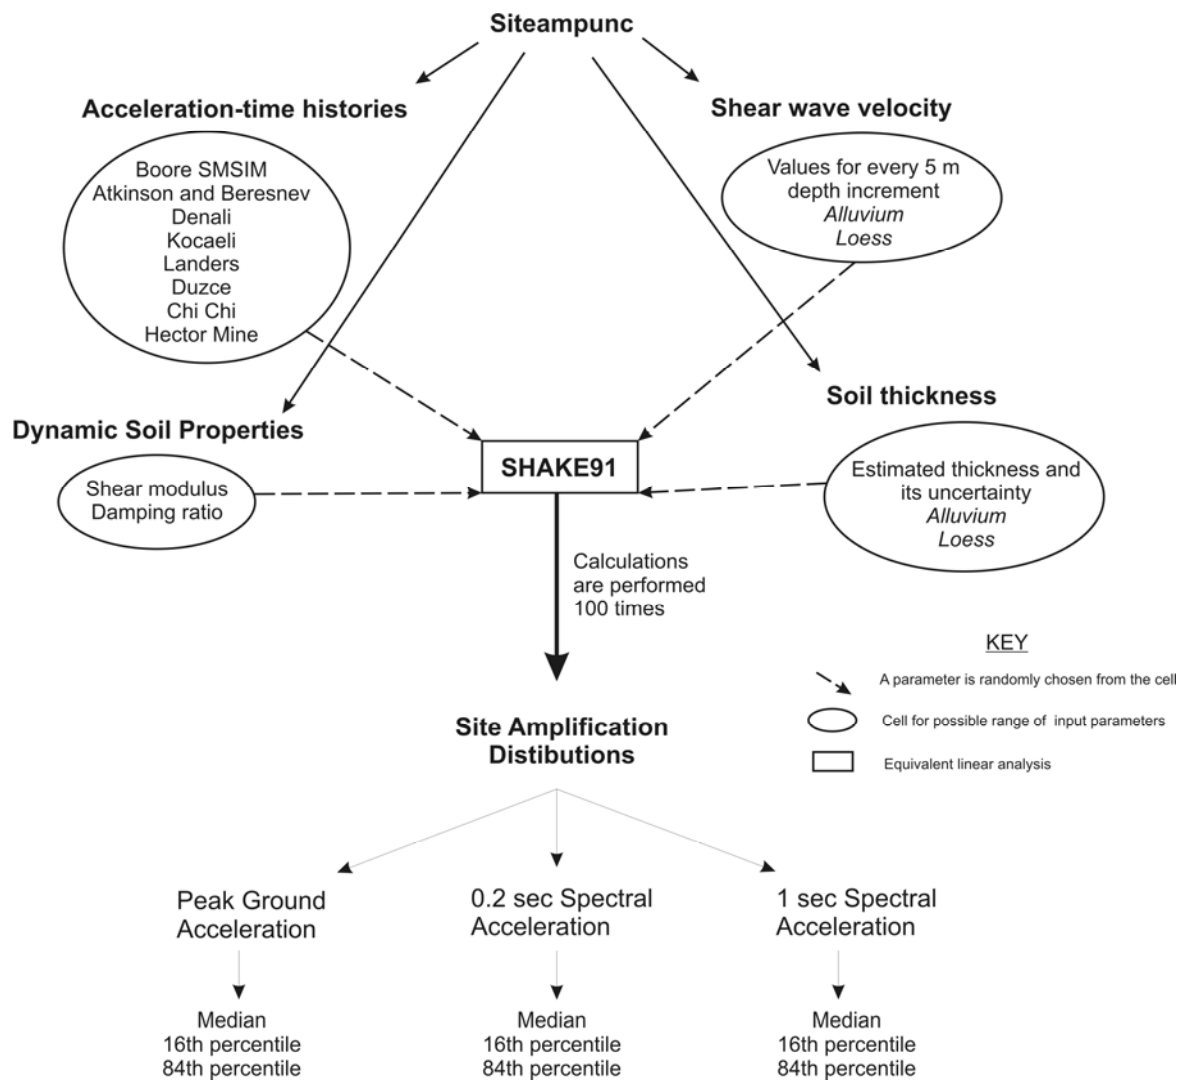 Siteampunc
Acceleration-time histories
Boore SMSIM
Atkinson and Beresnev
Denali
Kocaeli
Landers
Duzce
Chi Chi
Hector Mine
Shear wave velocity
Values for every 5 m
depth increment
Alluvium
Loess
Dynamic Soil Properties
Shear modulus
Damping ratio
SHAKE91
Soil thickness
Estimated thickness and
its uncertainty
Alluvium
Loess
Calculations
are performed
100 times
KEY
A parameter is randomly chosen from the cell
Cell for possible range of input parameters
Equivalent linear analysis
Site Amplification
Distibutions
Peak Ground
Acceleration
0.2 sec Spectral
Acceleration
1 sec Spectral
Acceleration
Median
16th percentile
84th percentile
Median
16th percentile
84th percentile
Median
16th percentile
84th percentile